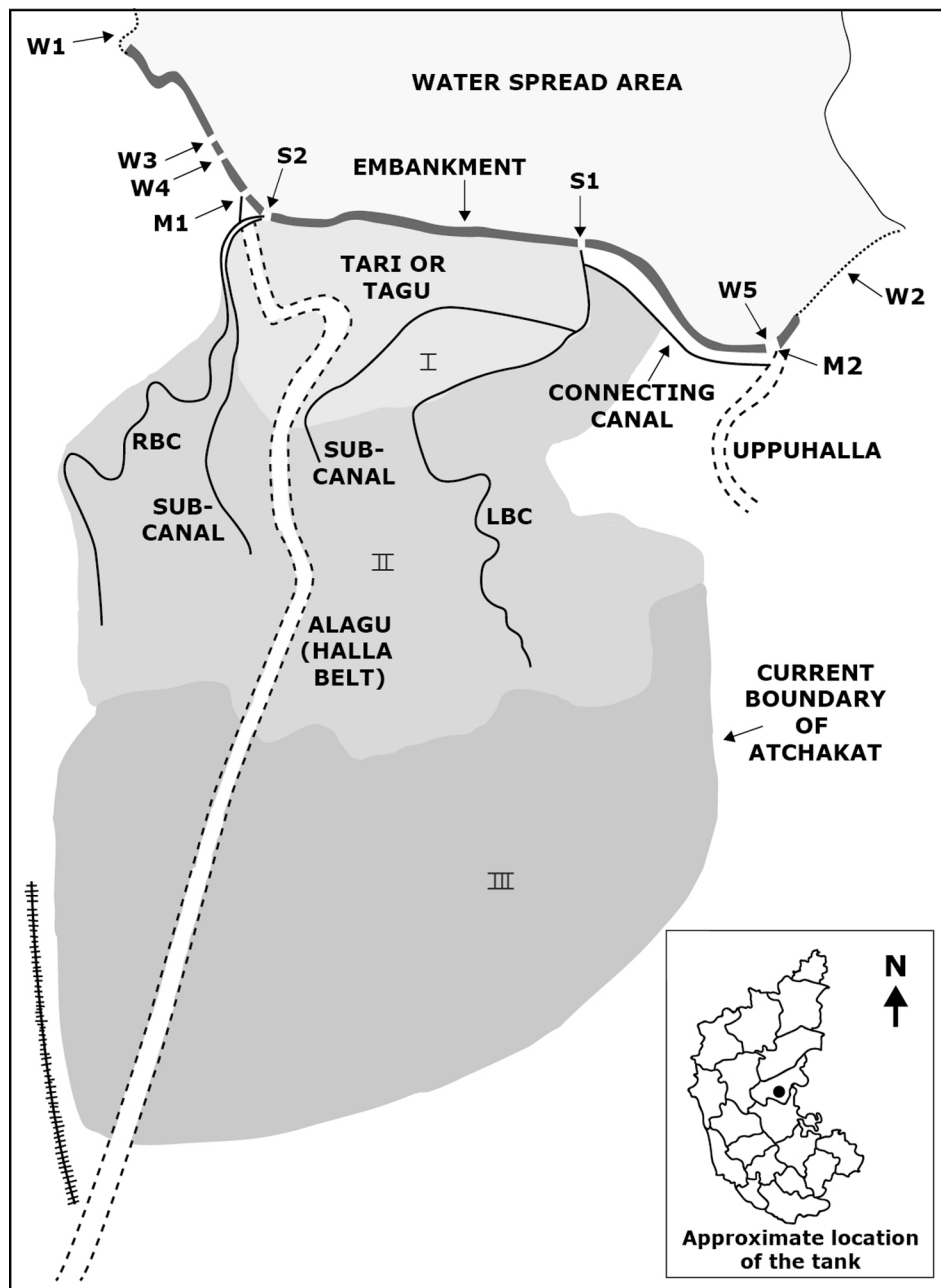 W1
WATER SPREAD AREA
W3
W4
M1
S2
EMBANKMENT
S1
TARI OR
TAGU
W5
W2
M2
I
CONNECTING
CANAL
UPPUHALLA
RBC
SUB-
CANAL
SUB-
CANAL
LBC
II
ALAGU
(HALLA
BELT)
CURRENT
BOUNDARY
OF
ATCHAKAT
III
N
Approximate location
of the tank